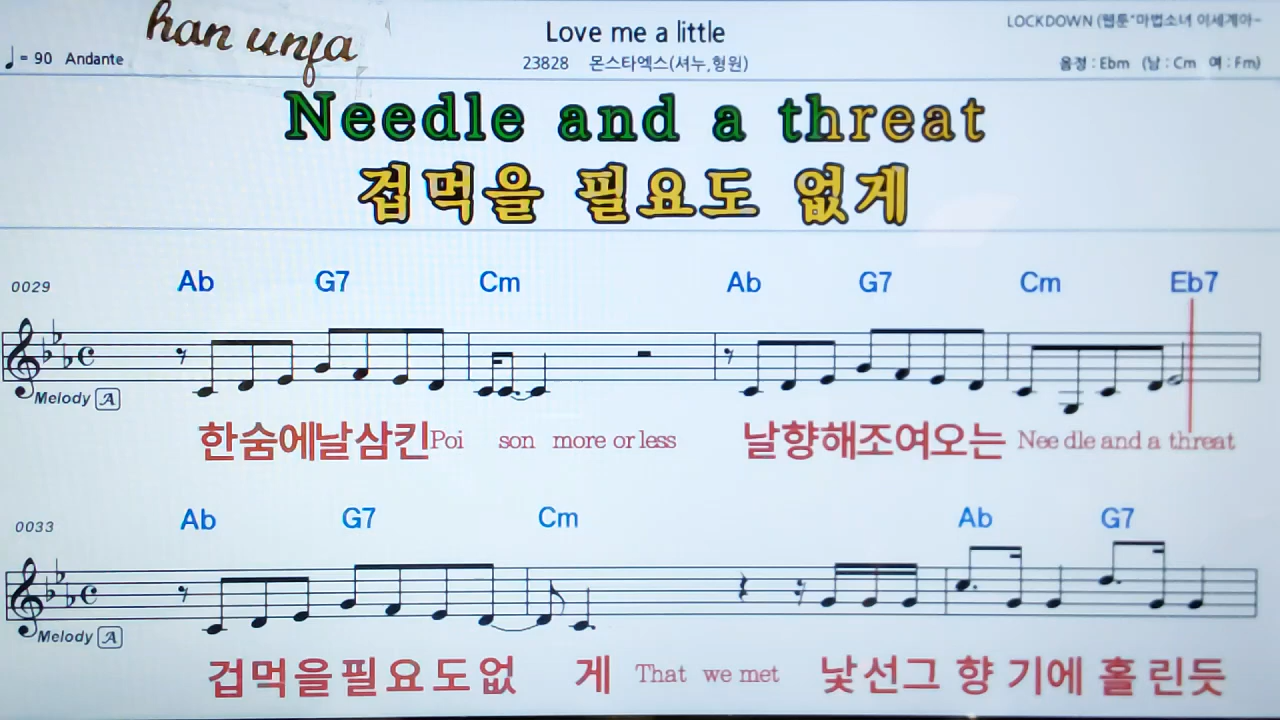 han unja
Love me a little
LOCKDOWN (웹툰"마법소녀 이세계아~
♩= 90 Andante
23828 몬스타엑스(셔누,형원)
음정 : Ebm (남 : Cm 여 : Fm)
Needle and a threat
겁먹을 필요도 없게
0029 Ab G7 Cm Ab G7 Cm Eb7
Melody A
한숨에날삼킨Poi son more or less 날향해조여오는 Nee dle and a threat
0033 Ab G7 Cm Ab G7
Melody A
겁먹을필요도없 게 That we met 낯선그 향 기에 홀 린듯